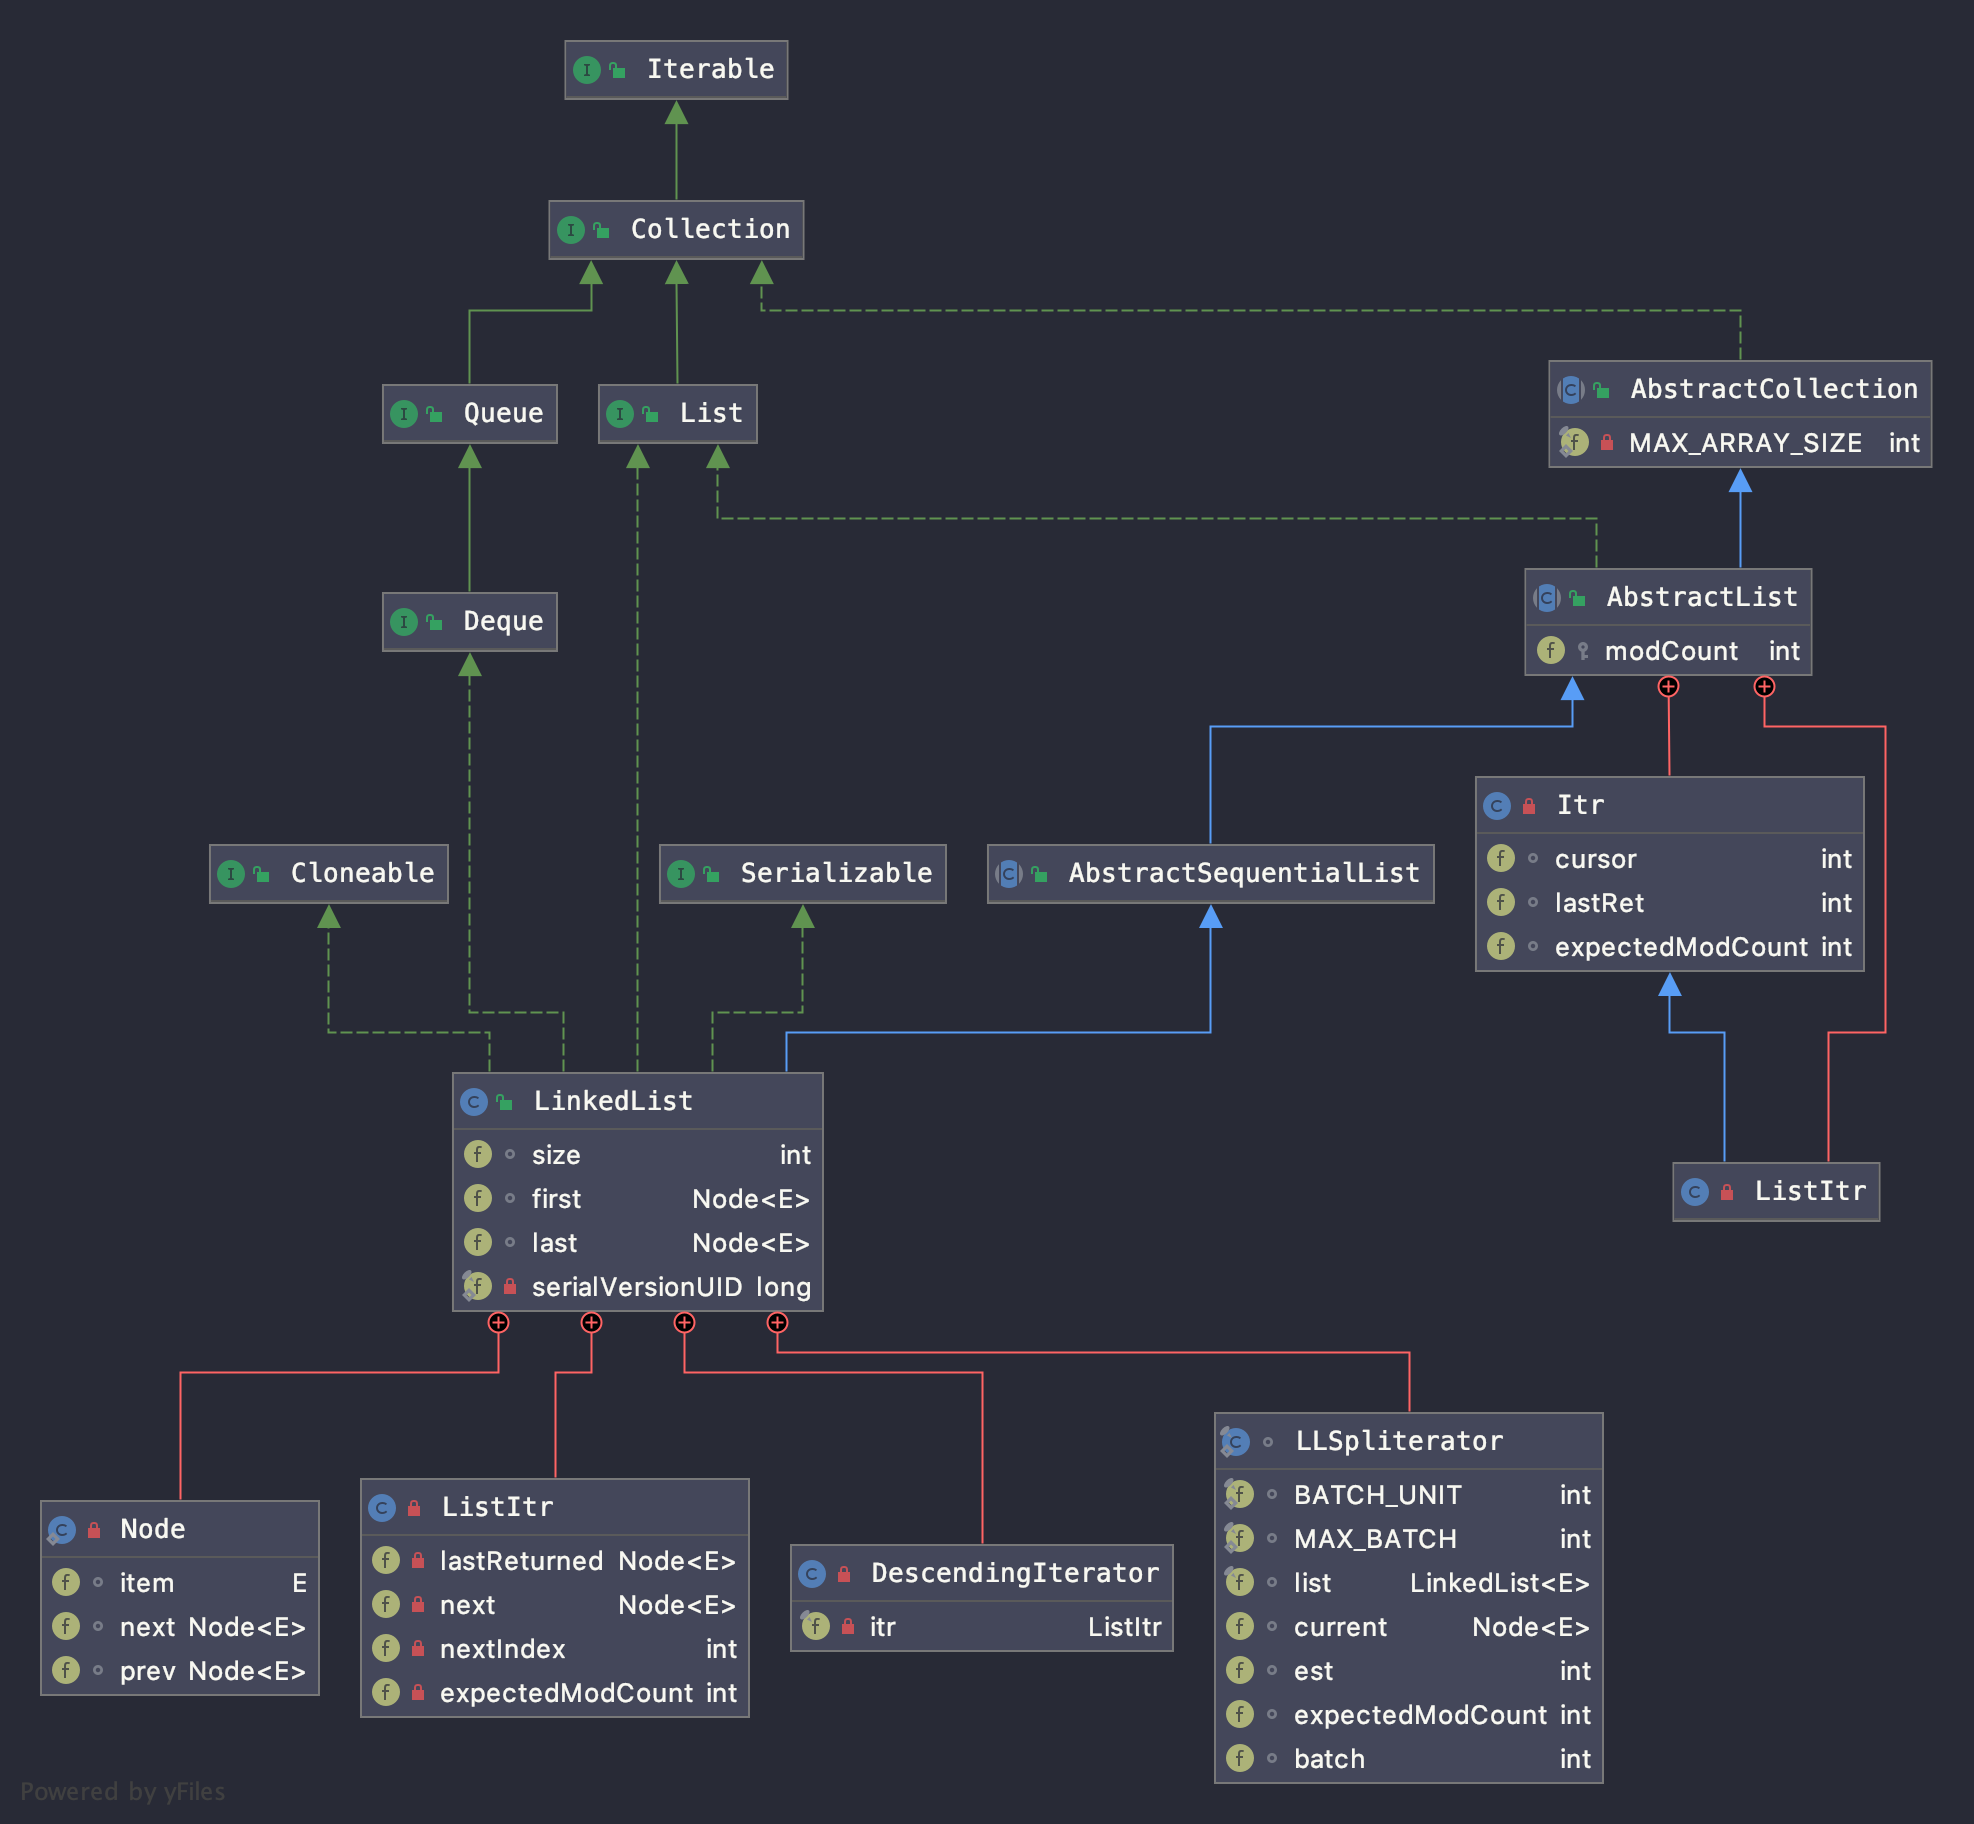 Iterable
Collection
Queue
List
AbstractCollection
MAX_ARRAY_SIZE int
Deque
AbstractList
modCount int
Itr
cursor int
lastRet int
expectedModCount int
Cloneable
Serializable
AbstractSequentialList
LinkedList
size int
first Node<E>
last Node<E>
serialVersionUID long
ListItr
Node
item E
next Node<E>
prev Node<E>
ListItr
lastReturned Node<E>
next Node<E>
nextIndex int
expectedModCount int
DescendingIterator
itr ListItr
LLSpliterator
BATCH_UNIT int
MAX_BATCH int
list LinkedList<E>
current Node<E>
est int
expectedModCount int
batch int
Powered by yFiles